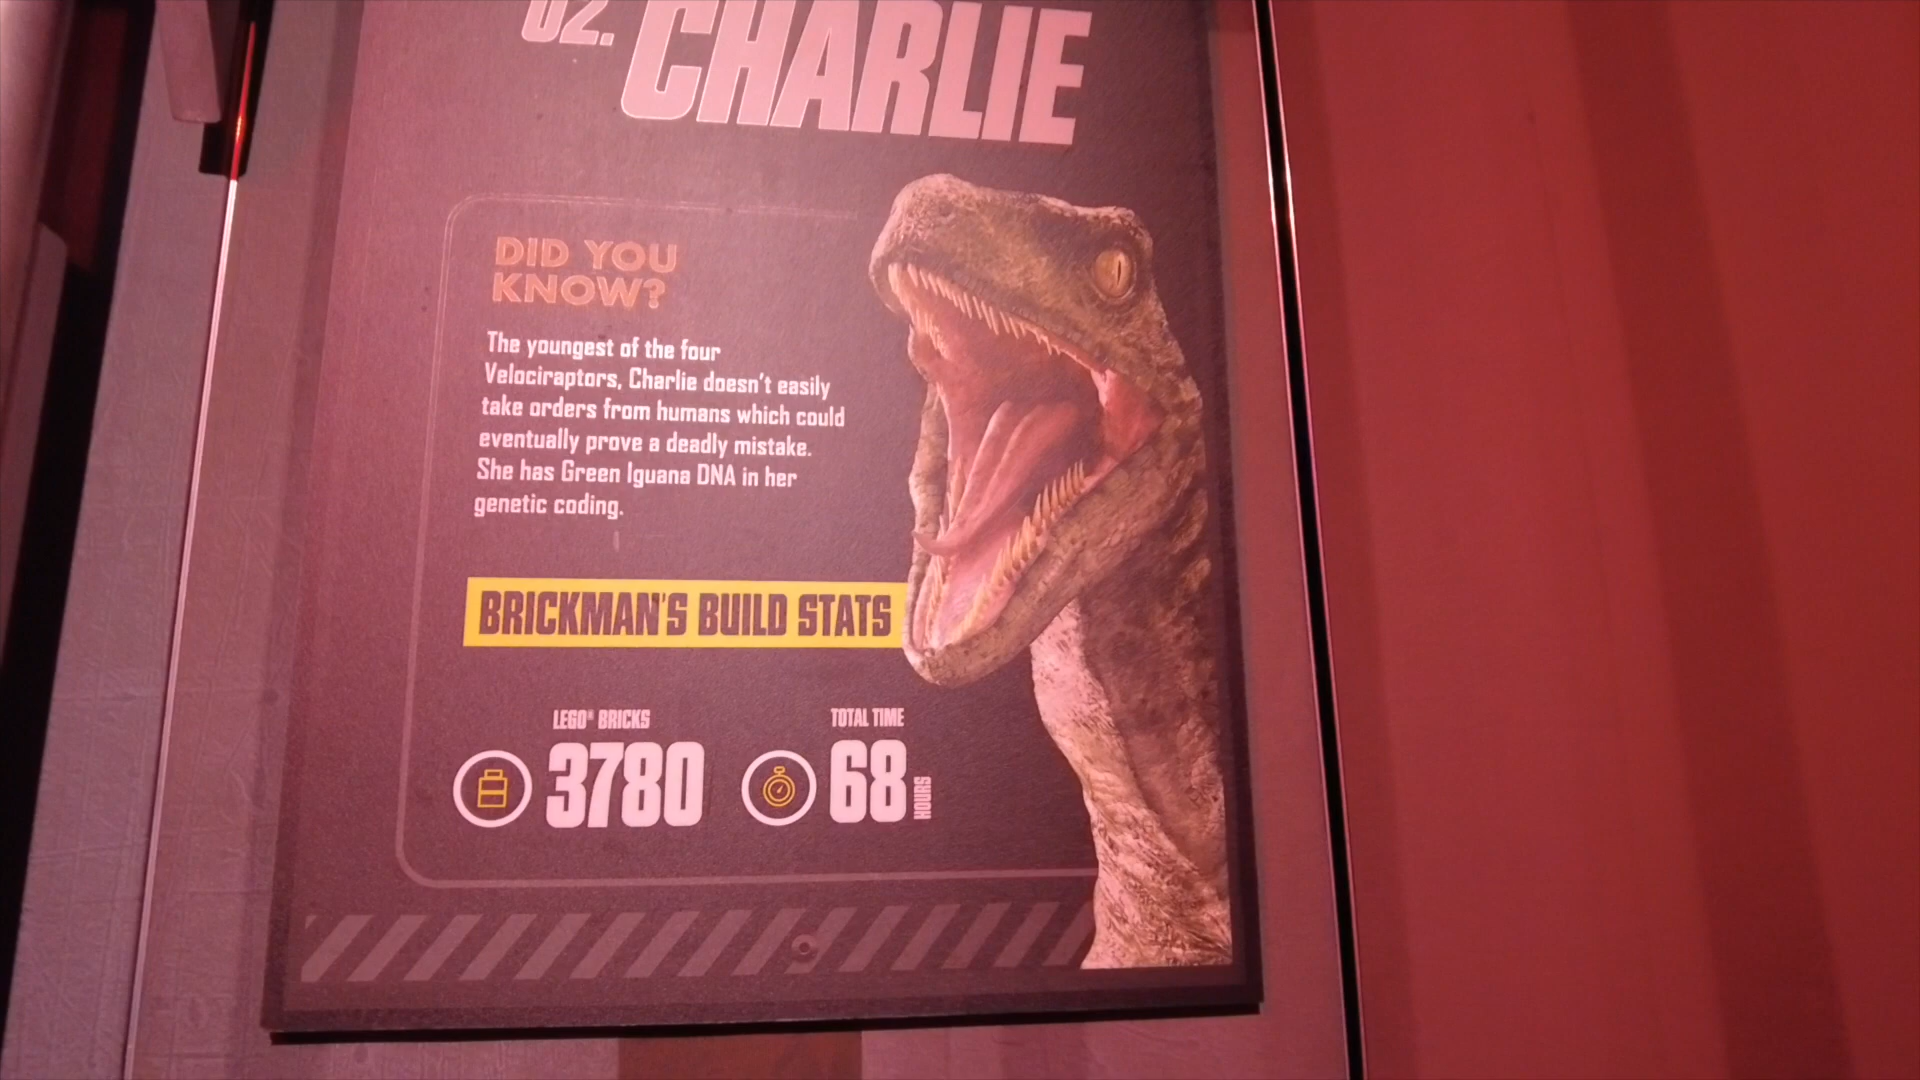 02. CHARLIE
DID YOU
KNOW?
The youngest of the four
Velociraptors, Charlie doesn't easily
take orders from humans which could
eventually prove a deadly mistake.
She has Green Iguana DNA in her
genetic coding.
BRICKMAN'S BUILD STATS
LEGO® BRICKS
3780
TOTAL TIME
68 HOURS